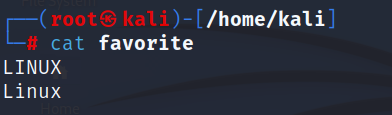 ┌──(root㉿kali)-[/home/kali]
└─# cat favorite
LINUX
Linux